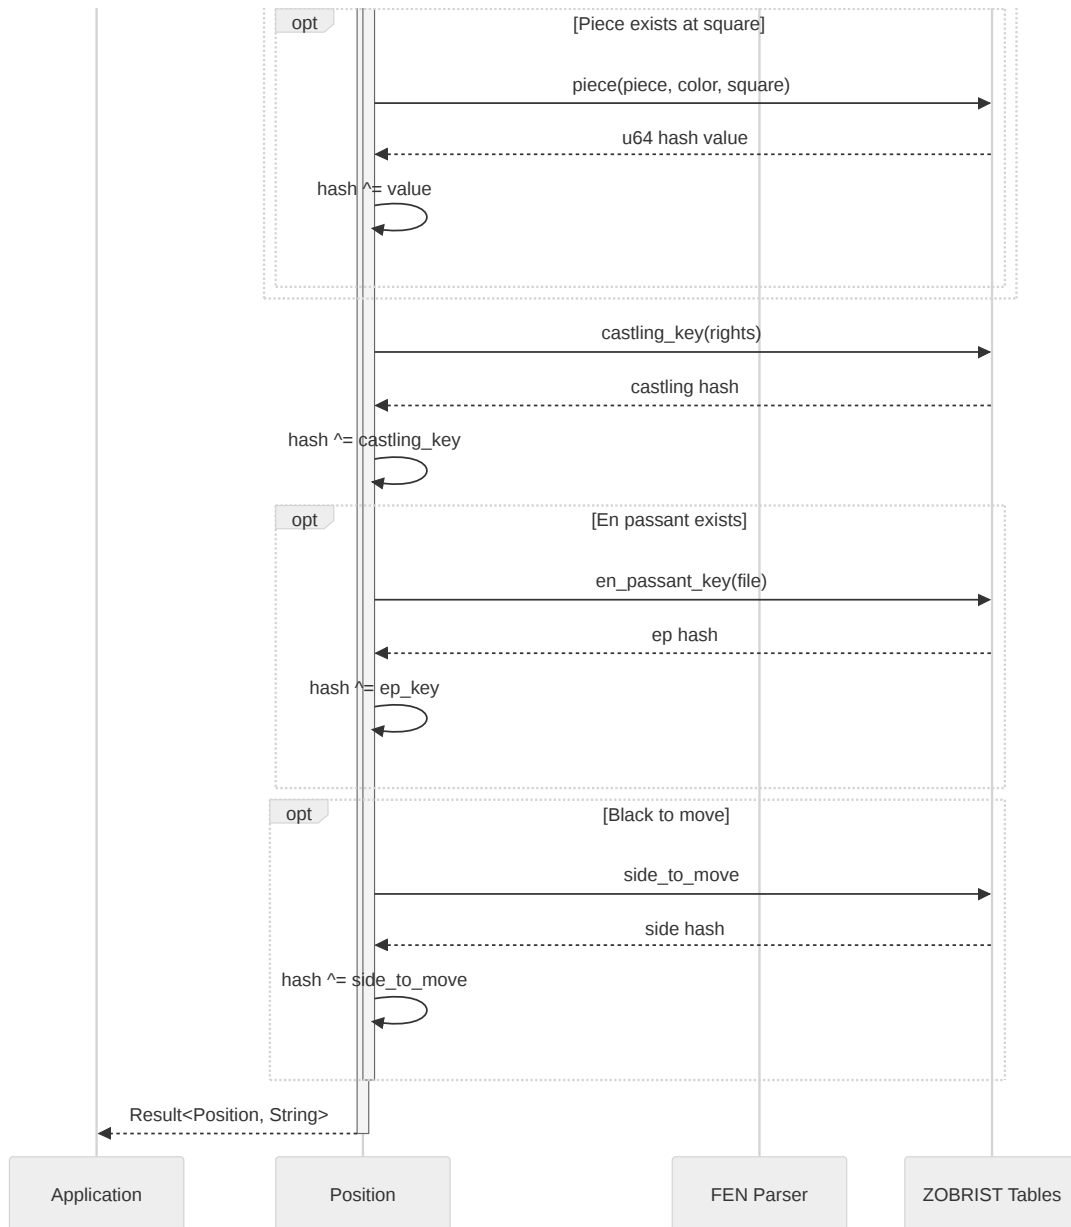 opt
[Piece exists at square]
piece(piece, color, square)
u64 hash value
hash ^= value
castling_key(rights)
castling hash
hash ^= castling_key
opt
[En passant exists]
en_passant_key(file)
ep hash
hash ^= ep_key
opt
[Black to move]
side_to_move
side hash
hash ^= side_to_move
Result<Position, String>
Application
Position
FEN Parser
ZOBRIST Tables